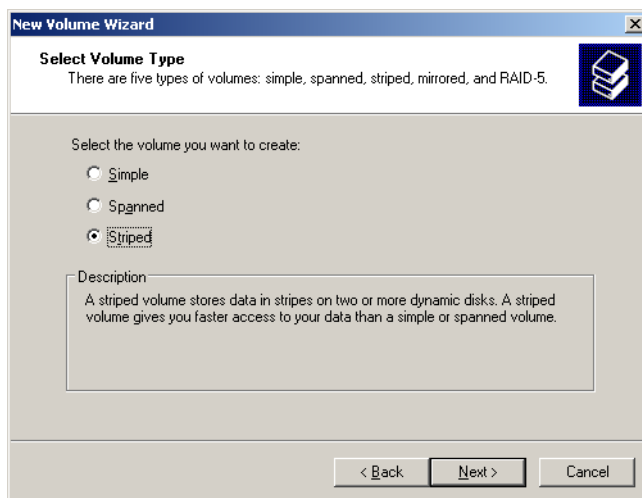 New Volume Wizard
Select Volume Type
There are five types of volumes: simple, spanned, striped, mirrored, and RAID-5.
Select the volume you want to create:
Simple
Spanned
Striped
Description
A striped volume stores data in stripes on two or more dynamic disks. A striped
volume gives you faster access to your data than a simple or spanned volume.
< Back
Next >
Cancel